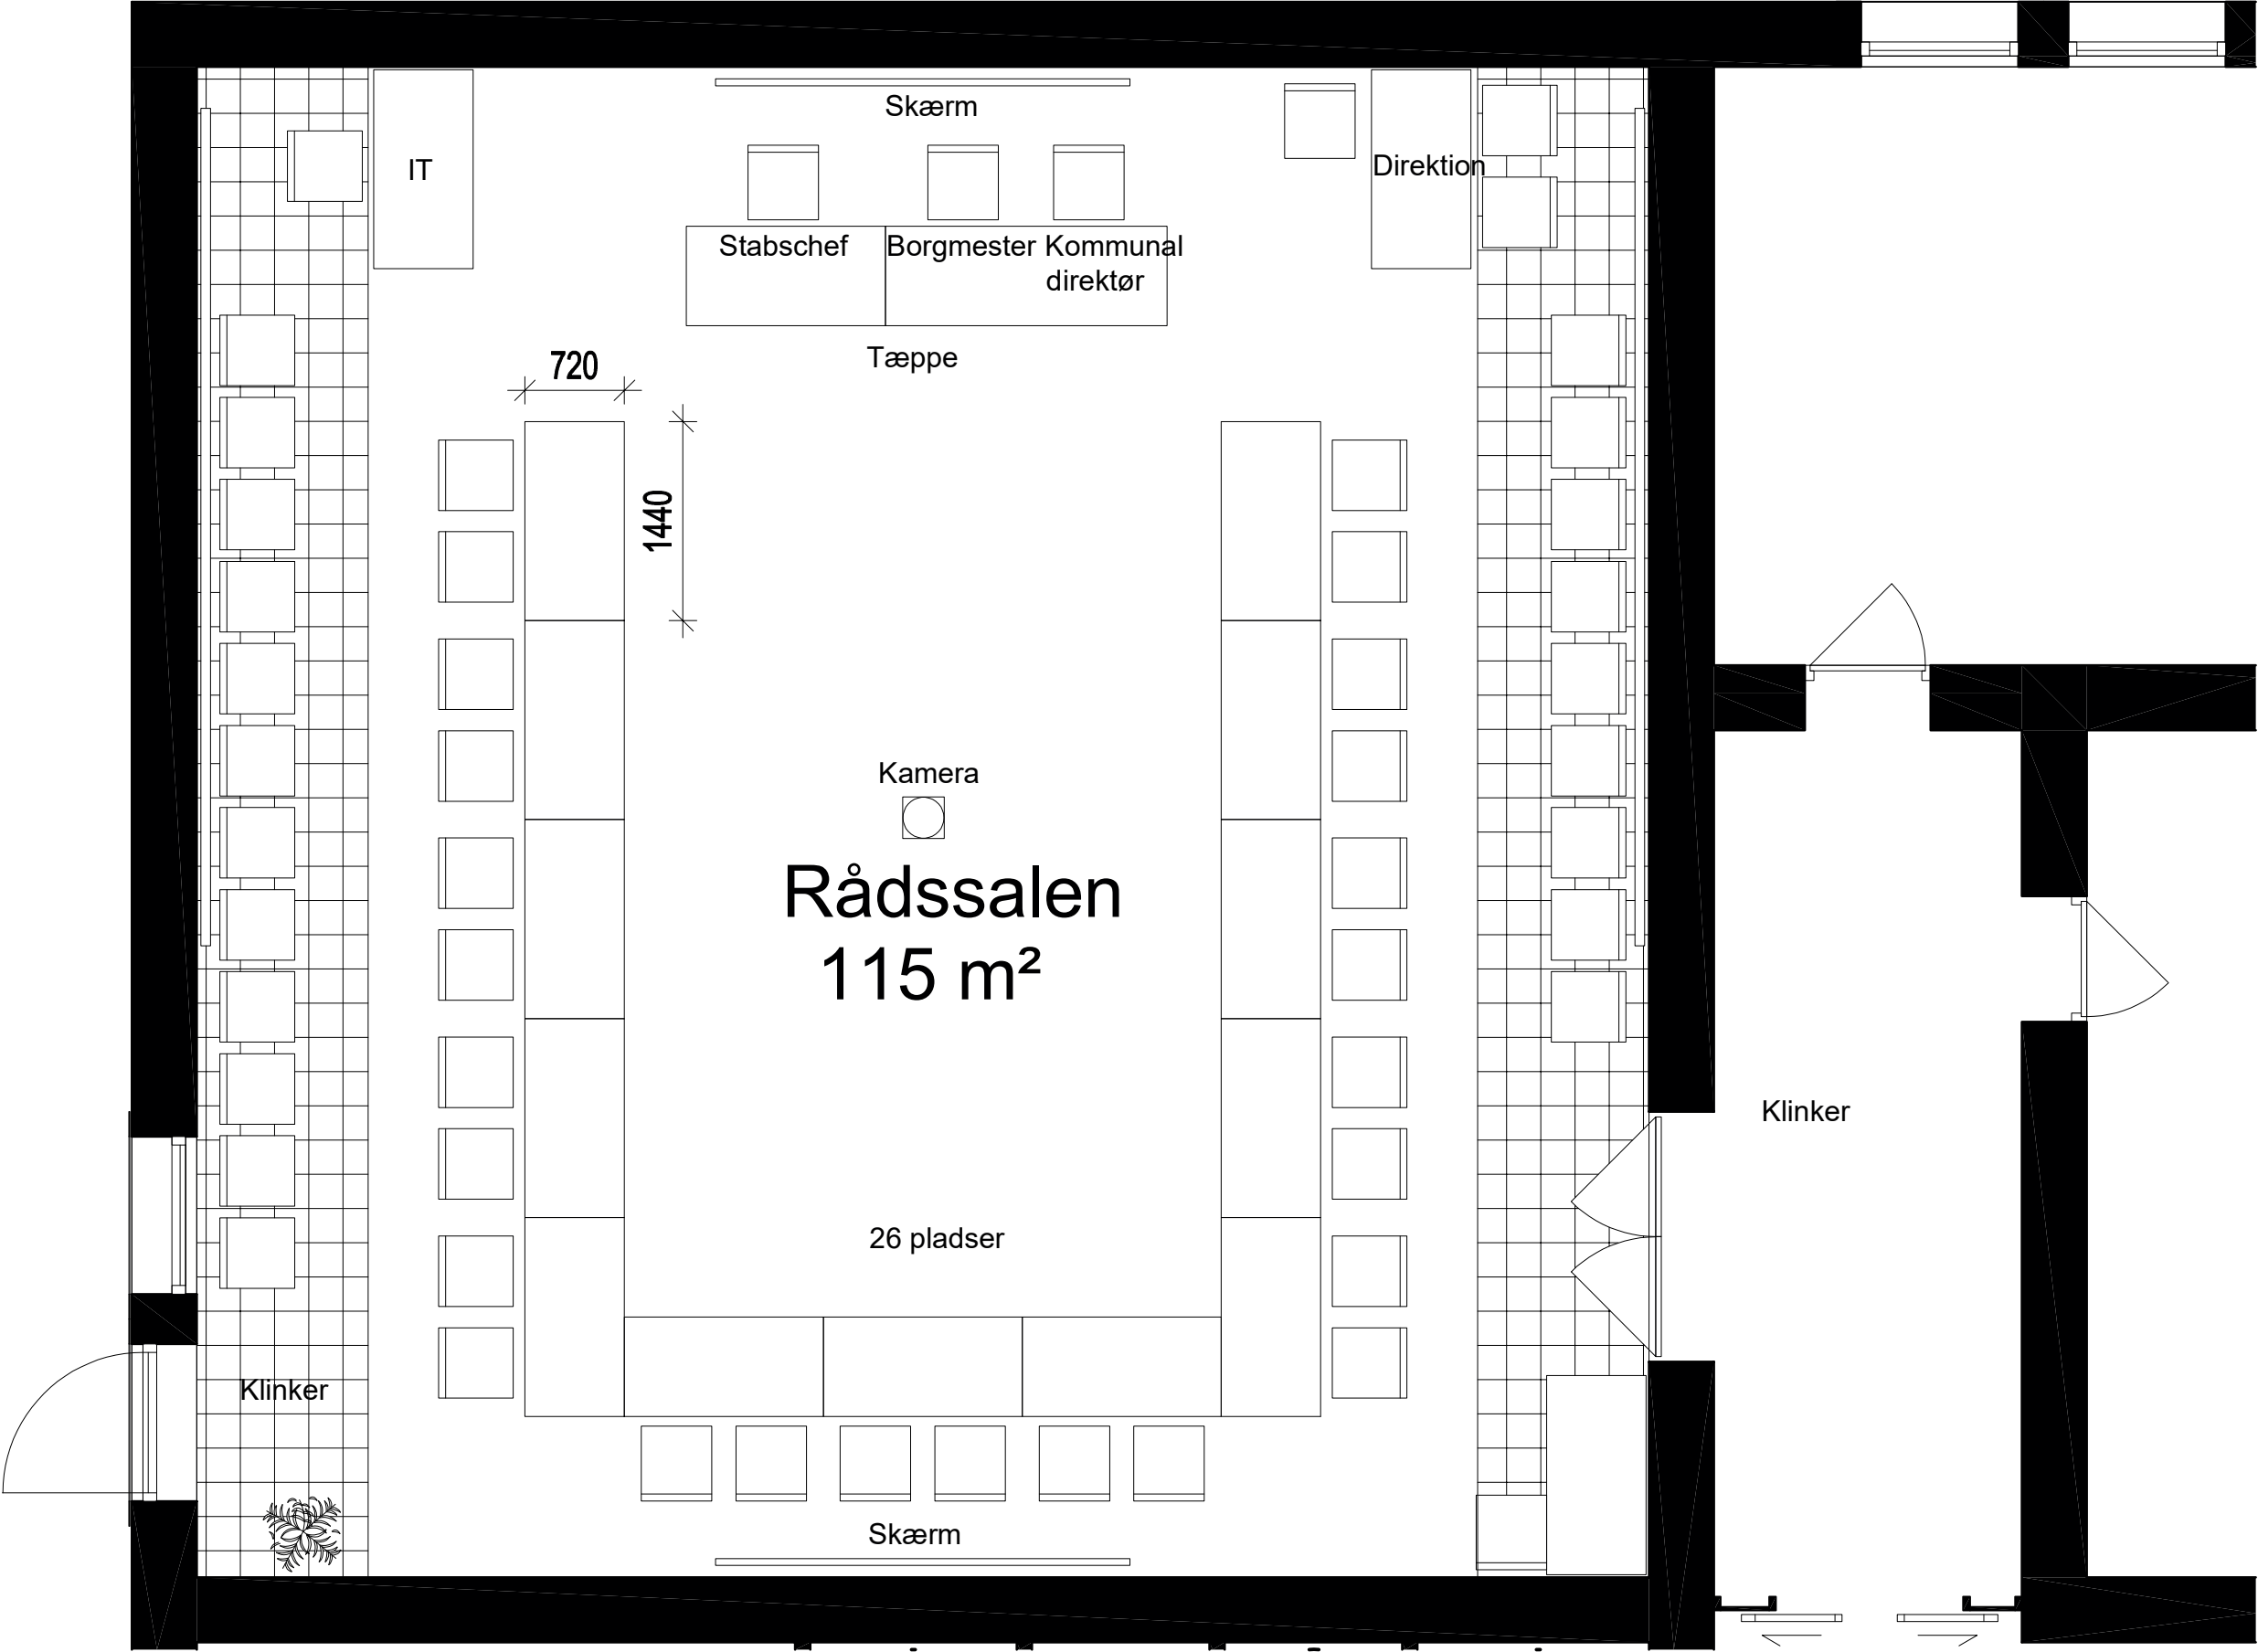 Skærm
IT
Direktion
Stabschef
Borgmester
Kommunal
direktør
Tæppe
720
1440
Kamera
Rådssalen
115 m²
Klinker
26 pladser
Klinker
Skærm